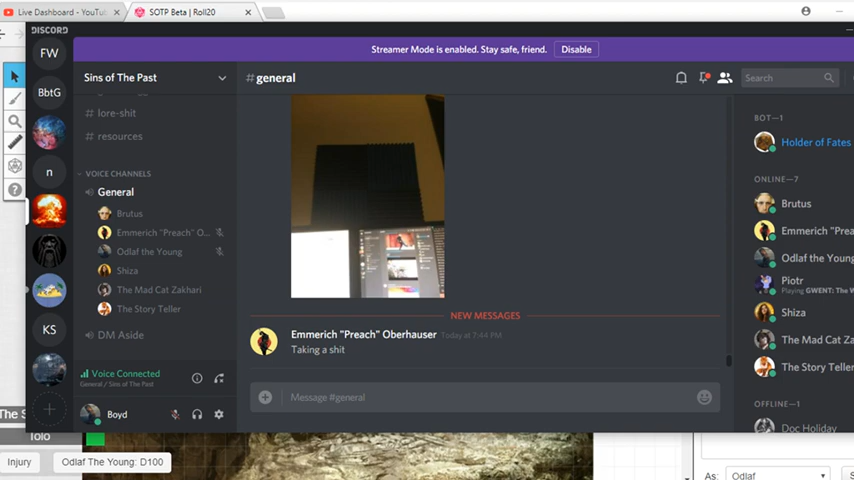 Live Dashboard - YouTu
SOTP Beta | Roll20
DISCORD
Streamer Mode is enabled. Stay safe, friend.
Disable
FW
BbtG
n
KS
Sins of The Past
# lore-shit
# resources
VOICE CHANNELS
General
Brutus
Emmerich "Preach" O...
Odlaf the Young
Shiza
The Mad Cat Zakhari
The Story Teller
DM Aside
Voice Connected
General / Sins of The Past
Boyd
#general
Search
NEW MESSAGES
Emmerich "Preach" Oberhauser Today at 7:44 PM
Taking a shit
Message #general
BOT—1
Holder of Fates
ONLINE—7
Brutus
Emmerich "Prea
Odlaf the Young
Piotr
Playing GWENT: The W
Shiza
The Mad Cat Za
The Story Teller
OFFLINE—1
Doc Holiday
The S
Tolo
Injury
Odlaf The Young: D100
As:
Odlaf
S